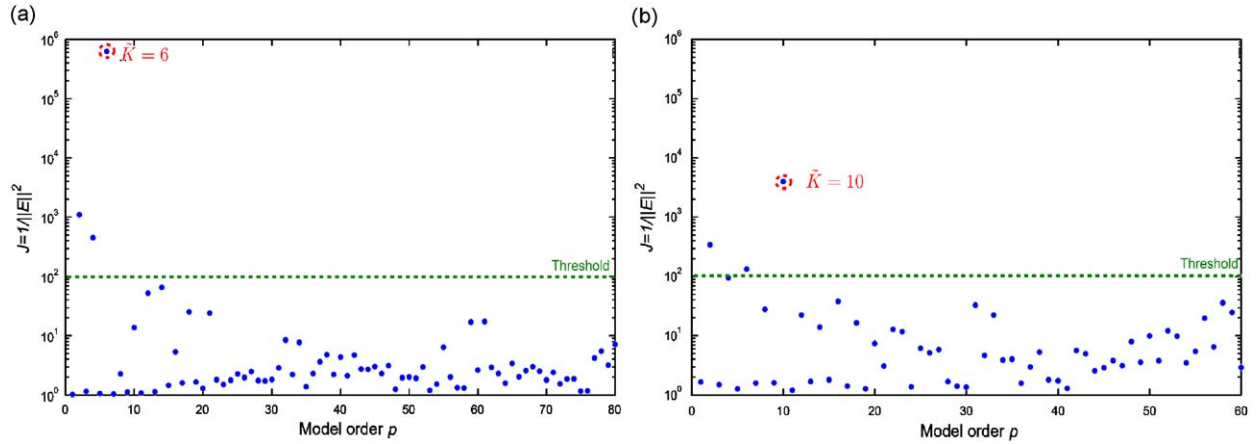 (a)
10^6
10^5
10^4
10^3
10^2
10^1
10^0
J=1/||E||^2
K̃ = 6
Threshold
0 10 20 30 40 50 60 70 80
Model order p
(b)
10^6
10^5
10^4
10^3
10^2
10^1
10^0
J=1/||E||^2
K̃ = 10
Threshold
0 10 20 30 40 50 60
Model order p